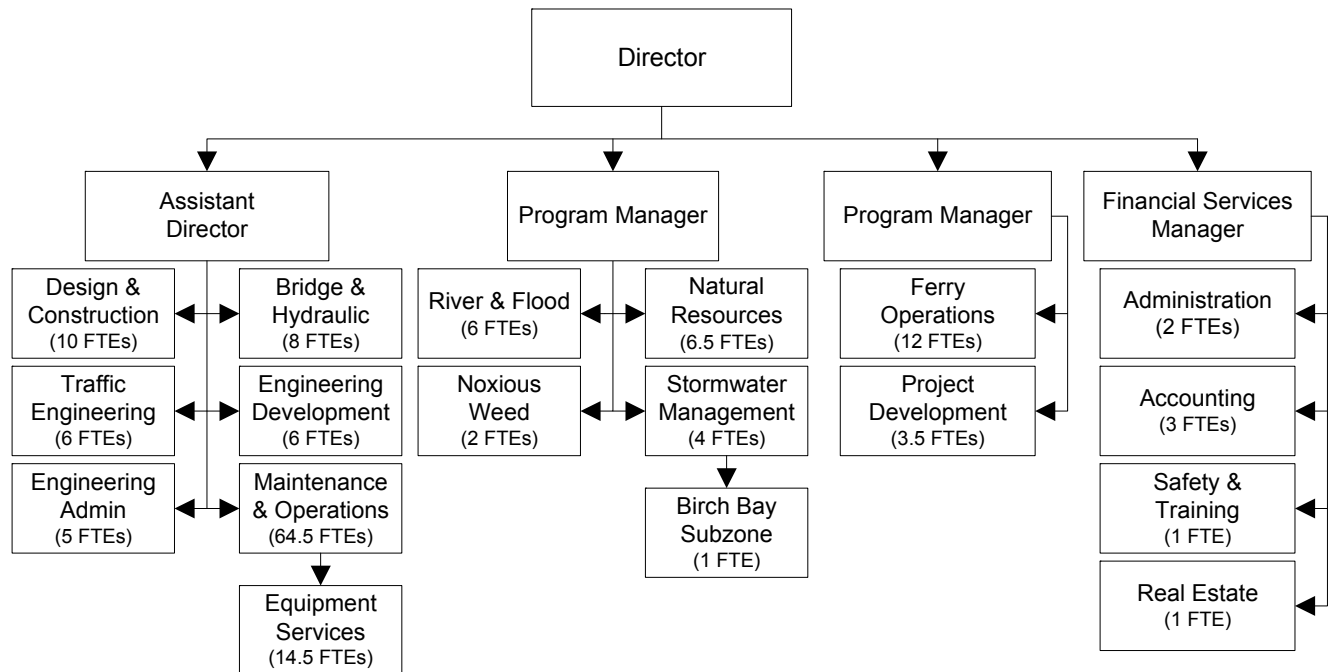 Director
Assistant
Director
Program Manager
Program Manager
Financial Services
Manager
Design &
Construction
(10 FTEs)
Bridge &
Hydraulic
(8 FTEs)
Traffic
Engineering
(6 FTEs)
Engineering
Development
(6 FTEs)
Engineering
Admin
(5 FTEs)
Maintenance
& Operations
(64.5 FTEs)
Equipment
Services
(14.5 FTEs)
River & Flood
(6 FTEs)
Natural
Resources
(6.5 FTEs)
Noxious
Weed
(2 FTEs)
Stormwater
Management
(4 FTEs)
Birch Bay
Subzone
(1 FTE)
Ferry
Operations
(12 FTEs)
Project
Development
(3.5 FTEs)
Administration
(2 FTEs)
Accounting
(3 FTEs)
Safety &
Training
(1 FTE)
Real Estate
(1 FTE)